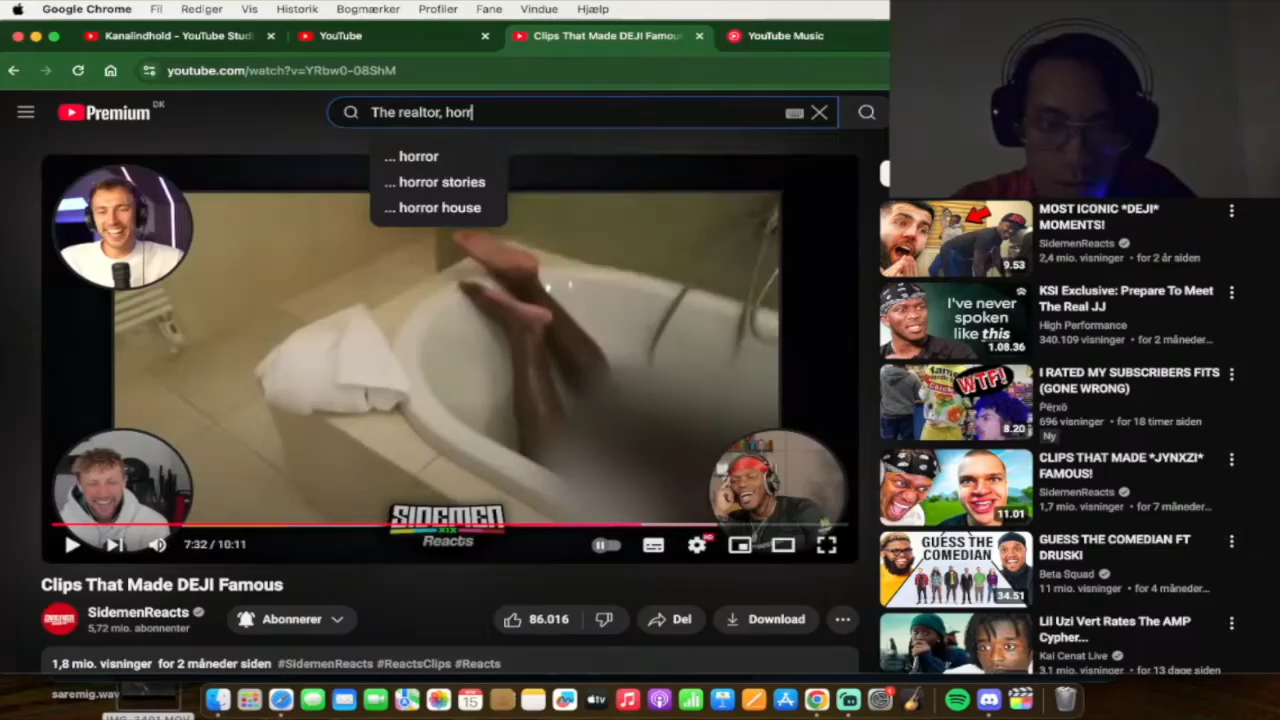 Google Chrome Fil Rediger Vis Historik Bogmærker Profiler Fane Vindue Hjælp
Kanalindhold - YouTube Studi
YouTube
Clips That Made DEJI Famou
YouTube Music
youtube.com/watch?v=YRbw0-08ShM
Premium DK
The realtor, horr
... horror
... horror stories
... horror house
SIDEMEN
XIX
Reacts
7:32 / 10:11
Clips That Made DEJI Famous
SidemenReacts
5,72 mio. abonnenter
Abonnerer
86.016
Del
Download
1,8 mio. visninger for 2 måneder siden #SidemenReacts #ReactsClips #Reacts
MOST ICONIC *DEJI*
MOMENTS!
SidemenReacts
2,4 mio. visninger • for 2 år siden
9.53
I've never
spoken
like this
1.08.36
KSI Exclusive: Prepare To Meet
The Real JJ
High Performance
340.109 visninger • for 2 måneder...
WTF!
8.20
I RATED MY SUBSCRIBERS FITS
(GONE WRONG)
Pęrxö
696 visninger • for 18 timer siden
Ny
11.01
CLIPS THAT MADE *JYNXZI*
FAMOUS!
SidemenReacts
1,7 mio. visninger • for 7 måneder...
GUESS THE
COMEDIAN
34.51
GUESS THE COMEDIAN FT
DRUSKI
Beta Squad
11 mio. visninger • for 4 måneder...
Lil Uzi Vert Rates The AMP
Cypher...
Kai Cenat Live
3,1 mio. visninger • for 13 dage siden
saremig.wav
IMG_3401.MOV
15
tv